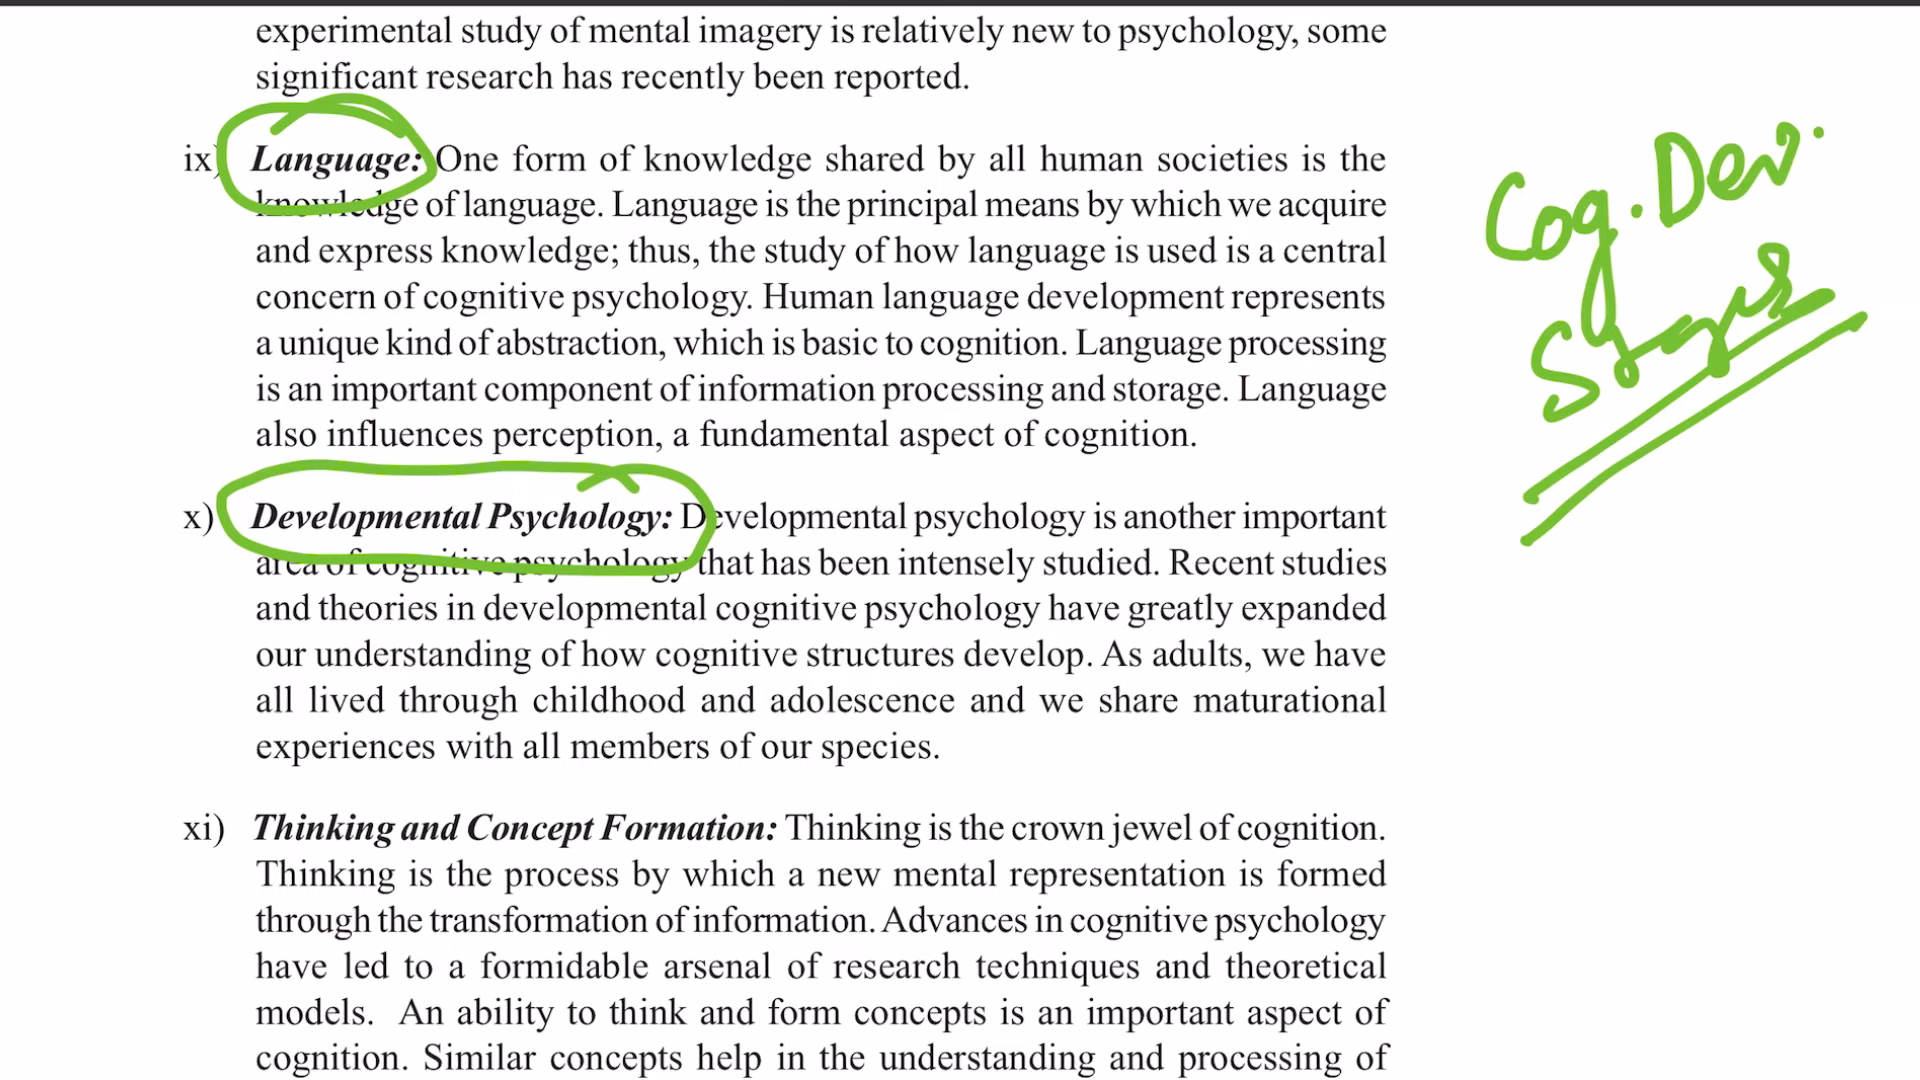 experimental study of mental imagery is relatively new to psychology, some
significant research has recently been reported.
ix) Language: One form of knowledge shared by all human societies is the
knowledge of language. Language is the principal means by which we acquire
and express knowledge; thus, the study of how language is used is a central
concern of cognitive psychology. Human language development represents
a unique kind of abstraction, which is basic to cognition. Language processing
is an important component of information processing and storage. Language
also influences perception, a fundamental aspect of cognition.
x) Developmental Psychology: Developmental psychology is another important
area of cognitive psychology that has been intensely studied. Recent studies
and theories in developmental cognitive psychology have greatly expanded
our understanding of how cognitive structures develop. As adults, we have
all lived through childhood and adolescence and we share maturational
experiences with all members of our species.
xi) Thinking and Concept Formation: Thinking is the crown jewel of cognition.
Thinking is the process by which a new mental representation is formed
through the transformation of information. Advances in cognitive psychology
have led to a formidable arsenal of research techniques and theoretical
models. An ability to think and form concepts is an important aspect of
cognition. Similar concepts help in the understanding and processing of
Cog. Dev.
Stages